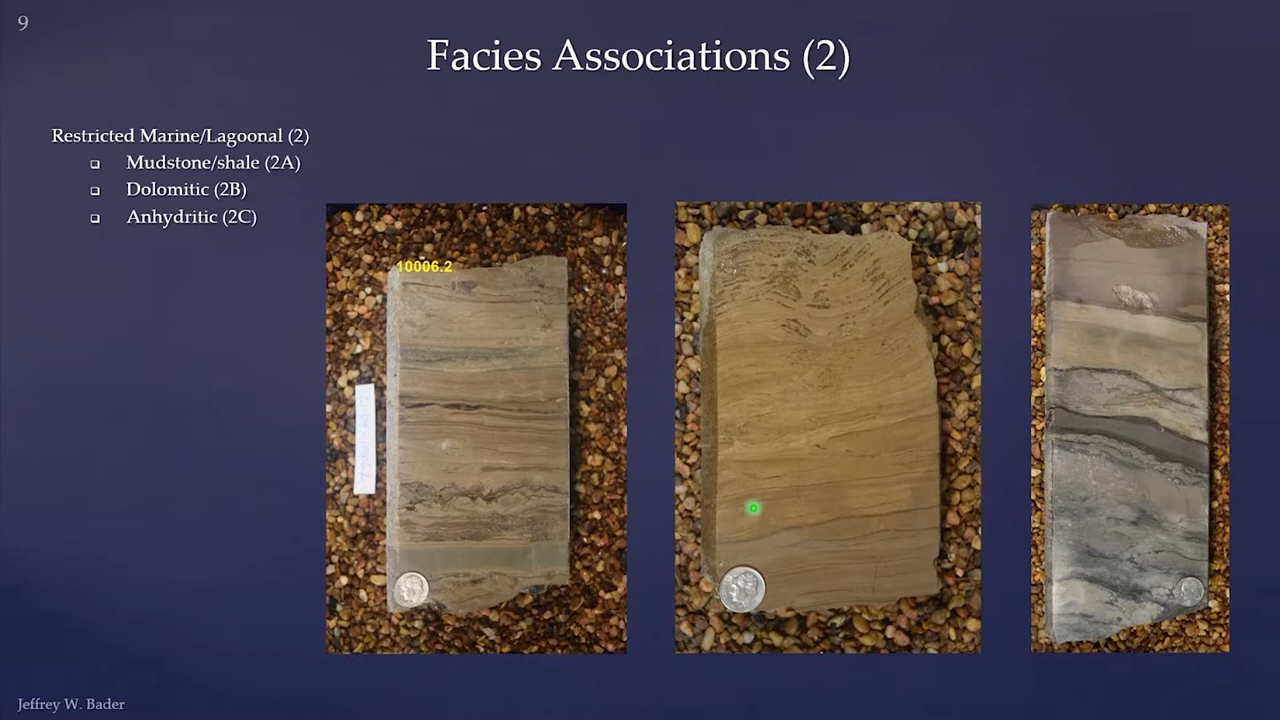 9
Facies Associations (2)
Restricted Marine/Lagoonal (2)
Mudstone/shale (2A)
Dolomitic (2B)
Anhydritic (2C)
10006.2
Jeffrey W. Bader